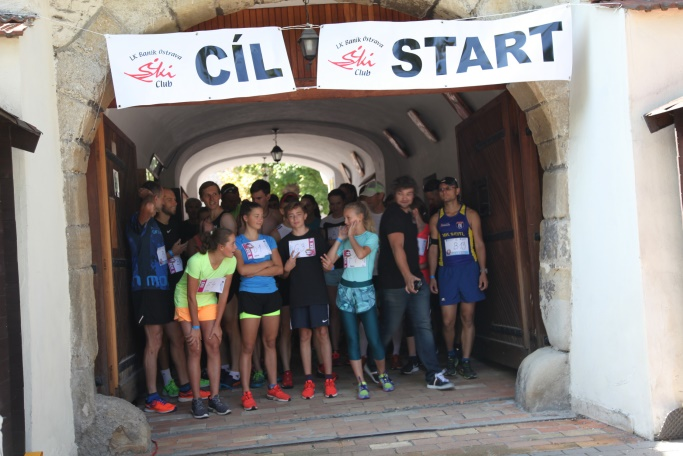 LK Baník Ostrava
Ski
Club
CÍL
LK Baník Ostrava
Ski
Club
START